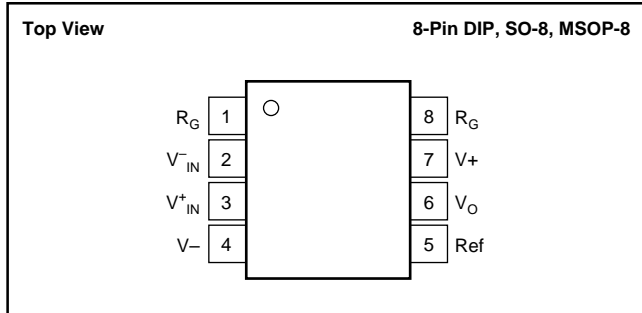 Top View
8-Pin DIP, SO-8, MSOP-8
R_G 1 8 R_G
V^–_IN 2 7 V+
V^+_IN 3 6 V_O
V– 4 5 Ref